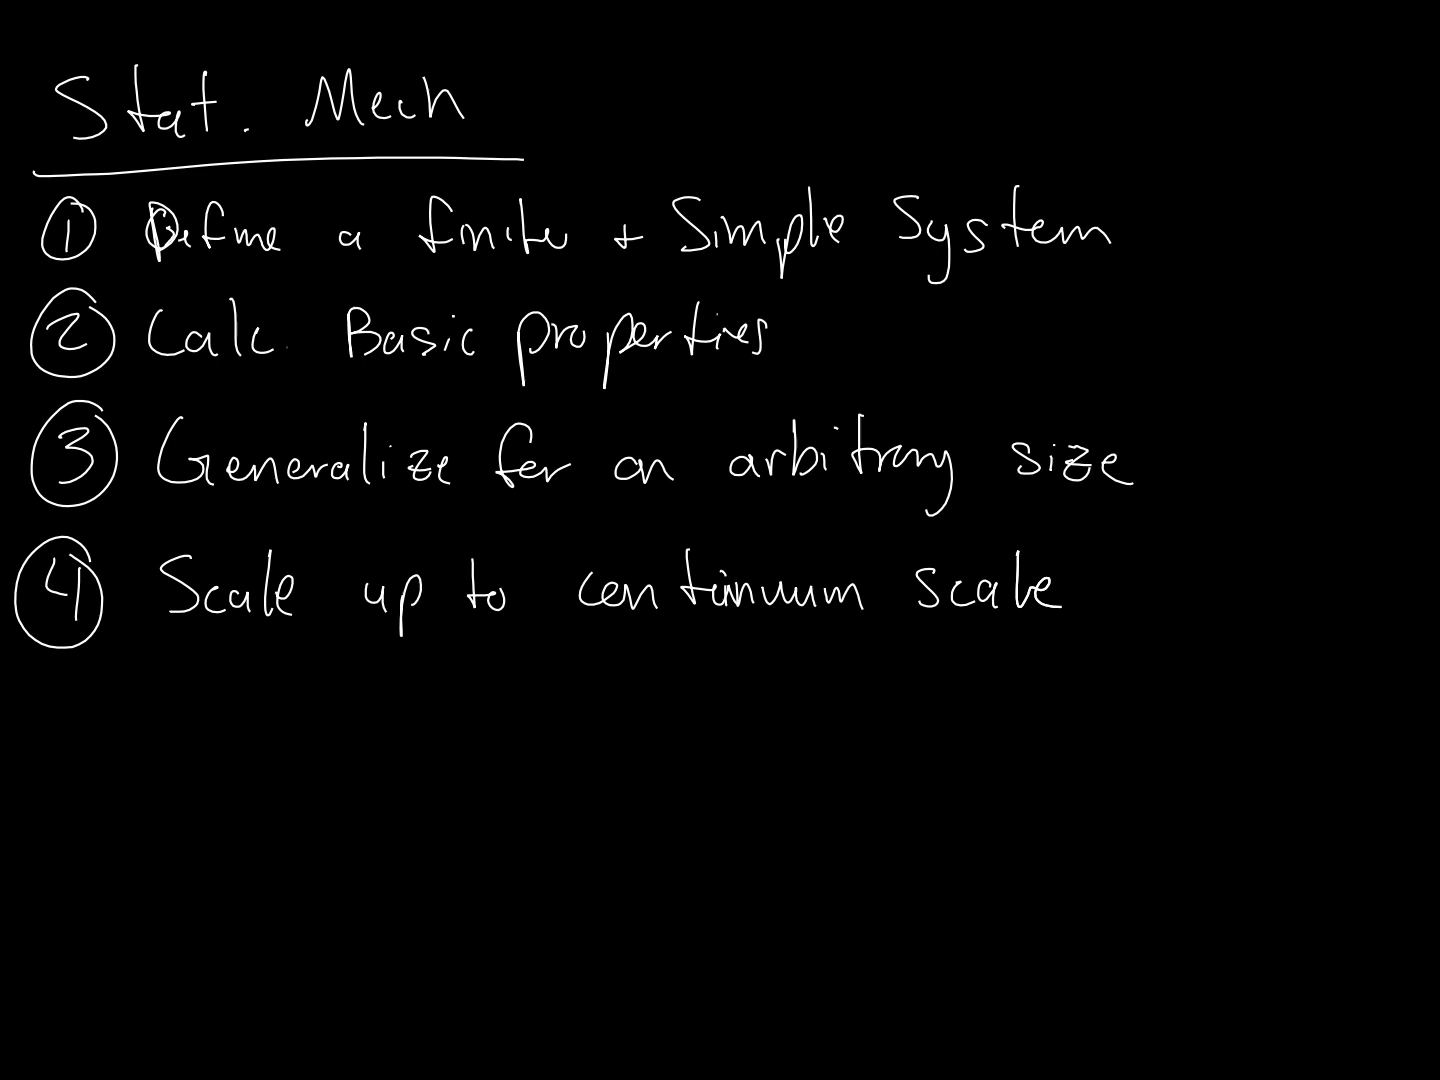 Stat. Mech
① Define a finite + Simple System
② Calc. Basic properties
③ Generalize for an arbitrary size
④ Scale up to continuum scale